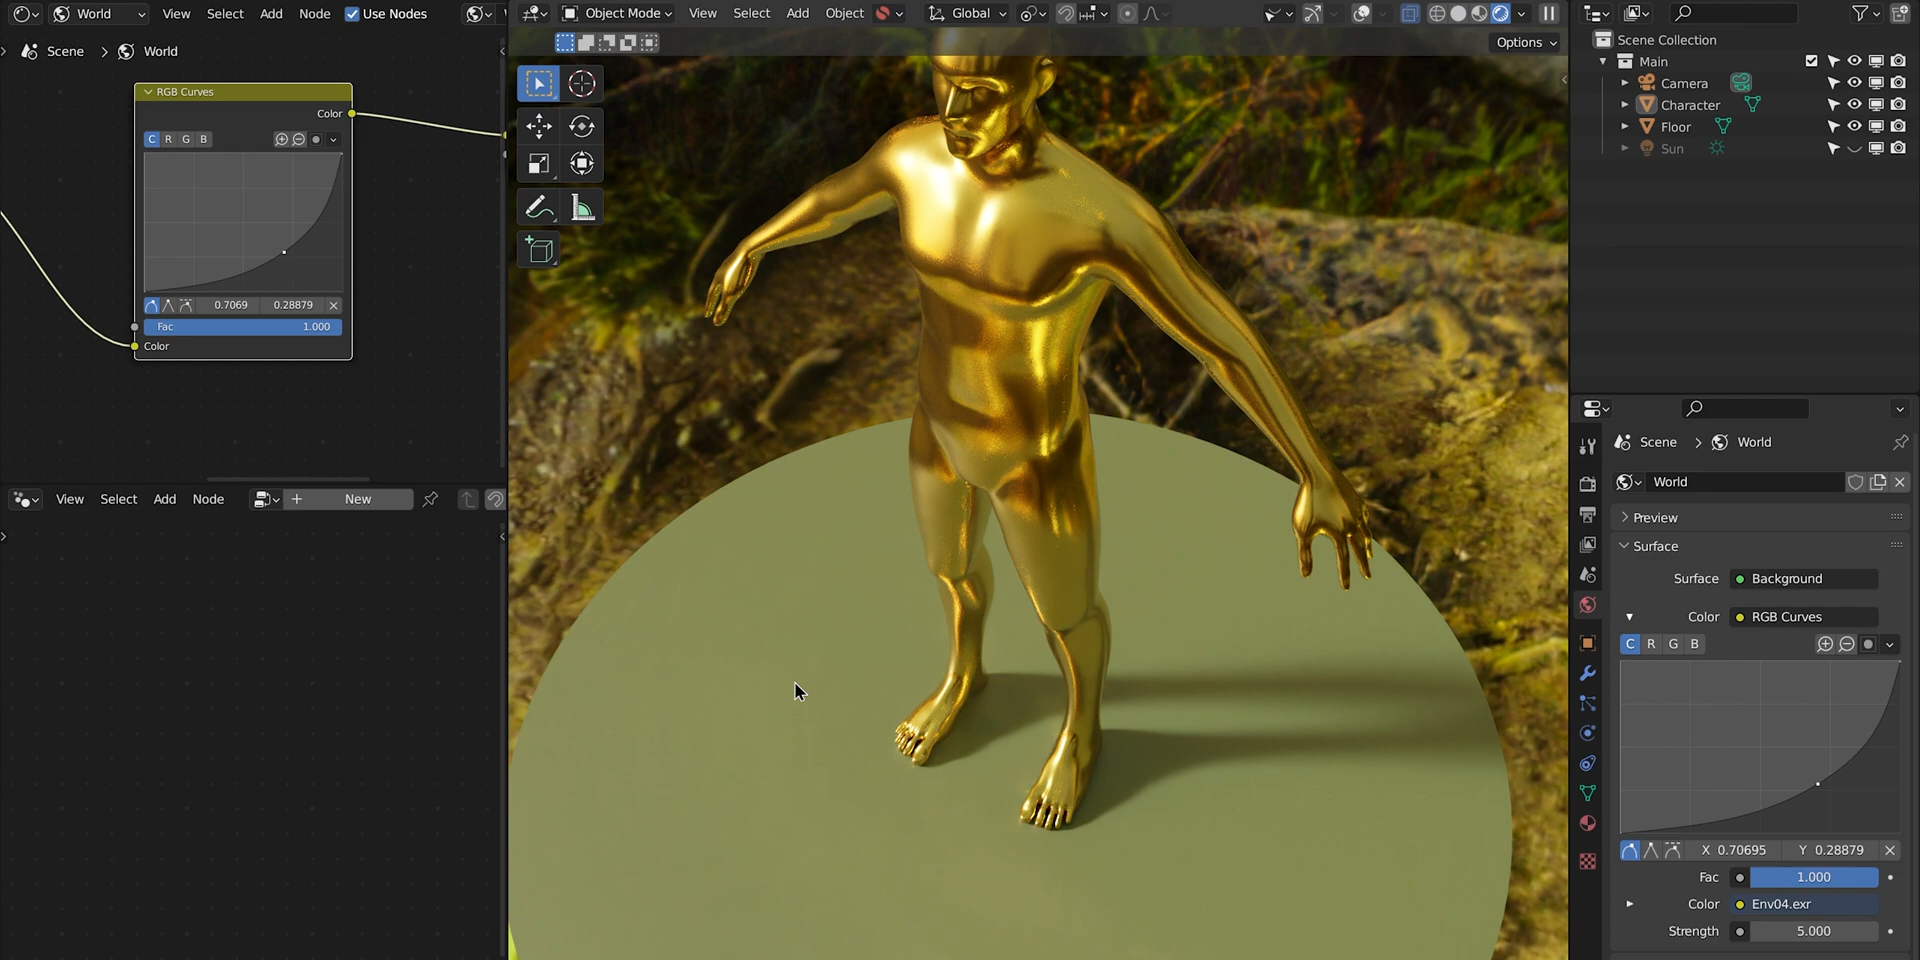 World
View
Select
Add
Node
Use Nodes
Scene
World
RGB Curves
Color
C R G B
0.7069
0.28879
Fac
1.000
Color
View
Select
Add
Node
New
Object Mode
View
Select
Add
Object
Global
Options
Scene Collection
Main
Camera
Character
Floor
Sun
Scene
World
World
Preview
Surface
Surface
Background
Color
RGB Curves
C R G B
X 0.70695
Y 0.28879
Fac
1.000
Color
Env04.exr
Strength
5.000